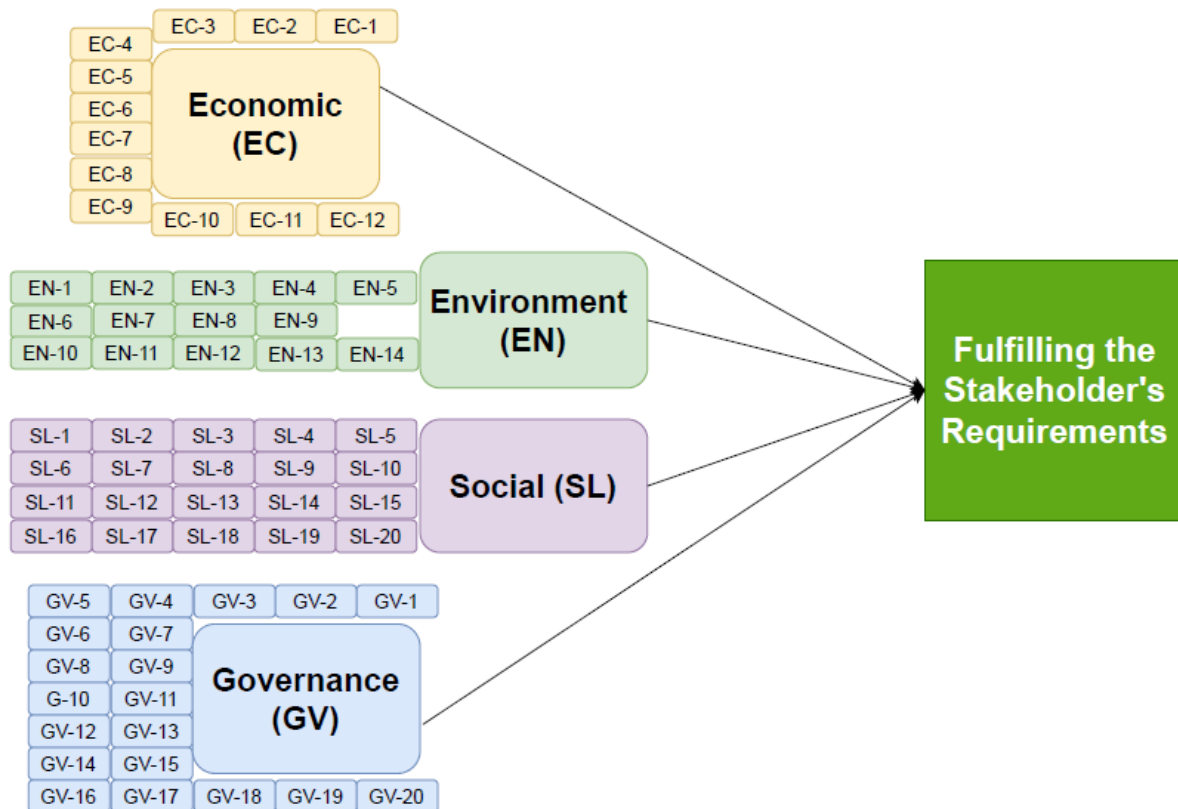 EC-3 EC-2 EC-1
EC-4
EC-5
EC-6
EC-7
EC-8
EC-9
Economic
(EC)
EC-10 EC-11 EC-12
EN-1 EN-2 EN-3 EN-4 EN-5
EN-6 EN-7 EN-8 EN-9
EN-10 EN-11 EN-12 EN-13 EN-14
Environment
(EN)
SL-1 SL-2 SL-3 SL-4 SL-5
SL-6 SL-7 SL-8 SL-9 SL-10
SL-11 SL-12 SL-13 SL-14 SL-15
SL-16 SL-17 SL-18 SL-19 SL-20
Social (SL)
GV-5 GV-4 GV-3 GV-2 GV-1
GV-6 GV-7
GV-8 GV-9
G-10 GV-11
GV-12 GV-13
GV-14 GV-15
GV-16 GV-17 GV-18 GV-19 GV-20
Governance
(GV)
Fulfilling the
Stakeholder's
Requirements